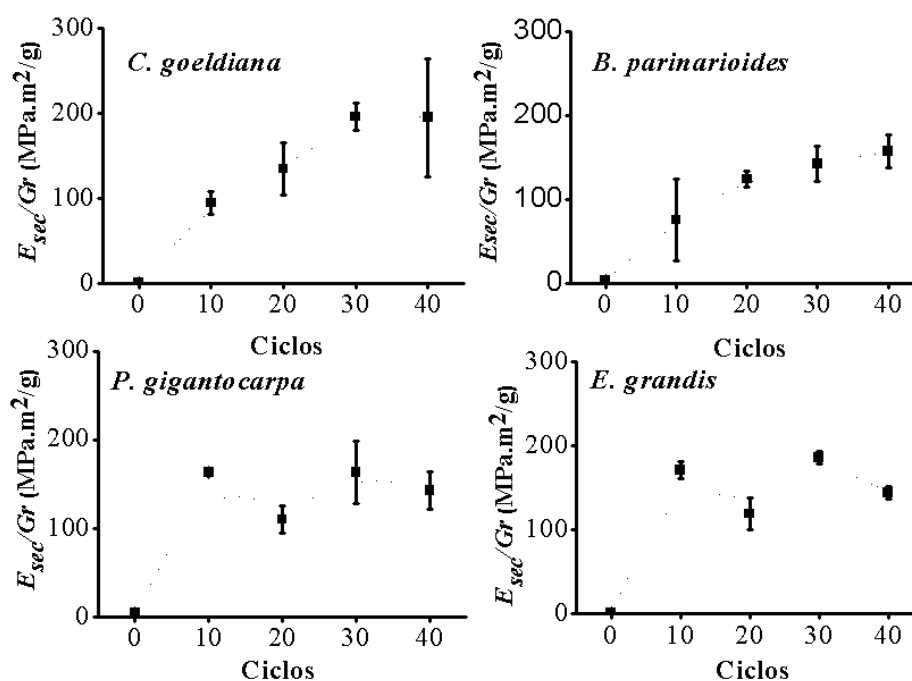 C. goeldiana
E_sec/Gr (MPa.m²/g)
300
200
100
0
0 10 20 30 40
Ciclos
B. parinarioides
Esec/Gr (MPa.m²/g)
300
200
100
0
0 10 20 30 40
Ciclos
P. gigantocarpa
E_sec/Gr (MPa.m²/g)
300
200
100
0
0 10 20 30 40
Ciclos
E. grandis
E_sec/Gr (MPa.m²/g)
300
200
100
0
0 10 20 30 40
Ciclos